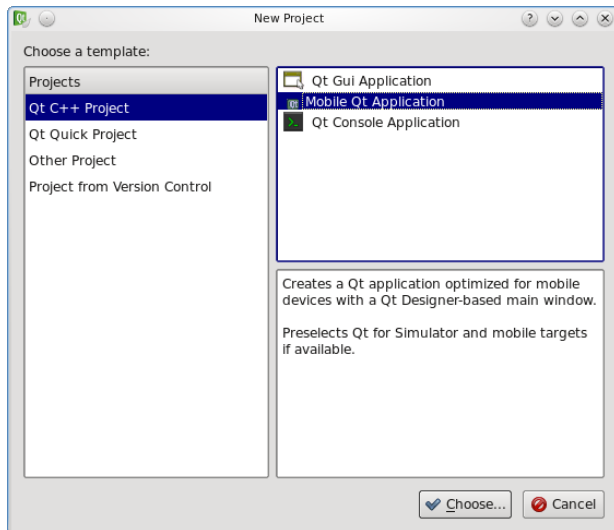 New Project
Choose a template:
Projects
Qt C++ Project
Qt Quick Project
Other Project
Project from Version Control
Qt Gui Application
Mobile Qt Application
Qt Console Application
Creates a Qt application optimized for mobile
devices with a Qt Designer-based main window.
Preselects Qt for Simulator and mobile targets
if available.
Choose...
Cancel